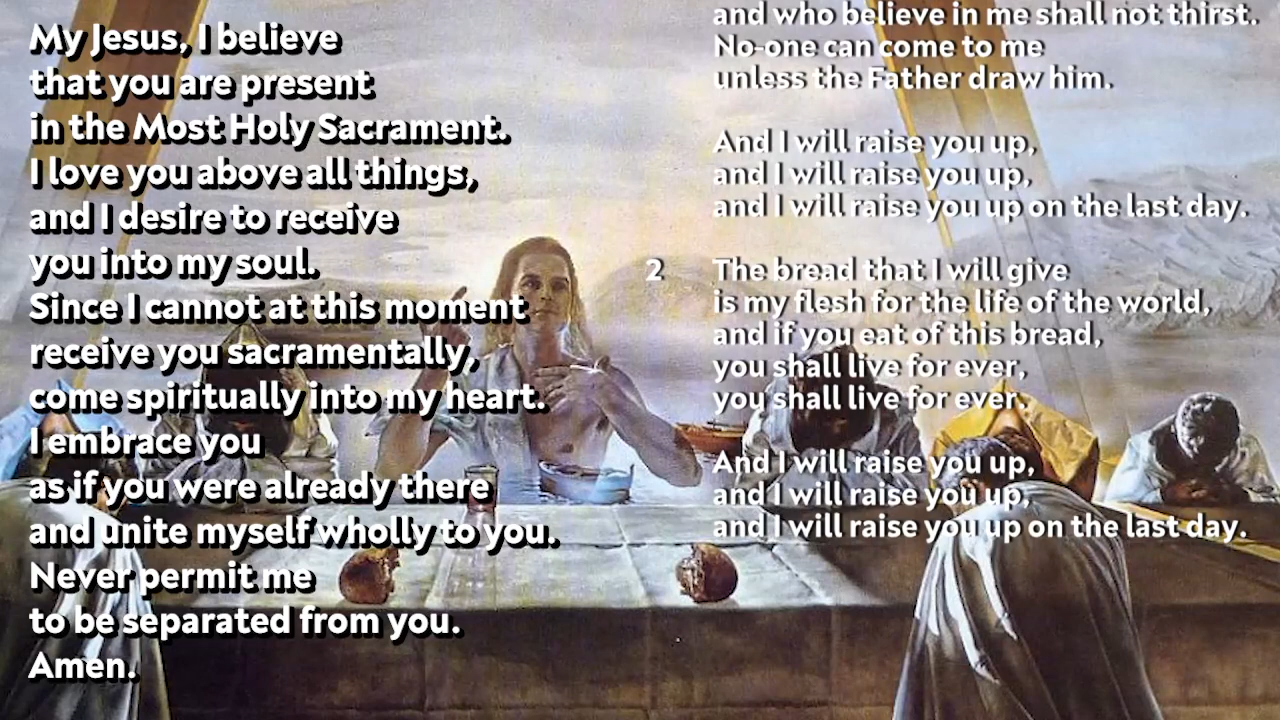 My Jesus, I believe
that you are present
in the Most Holy Sacrament.
I love you above all things,
and I desire to receive
you into my soul.
Since I cannot at this moment
receive you sacramentally,
come spiritually into my heart.
I embrace you
as if you were already there
and unite myself wholly to you.
Never permit me
to be separated from you.
Amen.
and who believe in me shall not thirst.
No-one can come to me
unless the Father draw him.
And I will raise you up,
and I will raise you up,
and I will raise you up on the last day.
2 The bread that I will give
is my flesh for the life of the world,
and if you eat of this bread,
you shall live for ever,
you shall live for ever.
And I will raise you up,
and I will raise you up,
and I will raise you up on the last day.